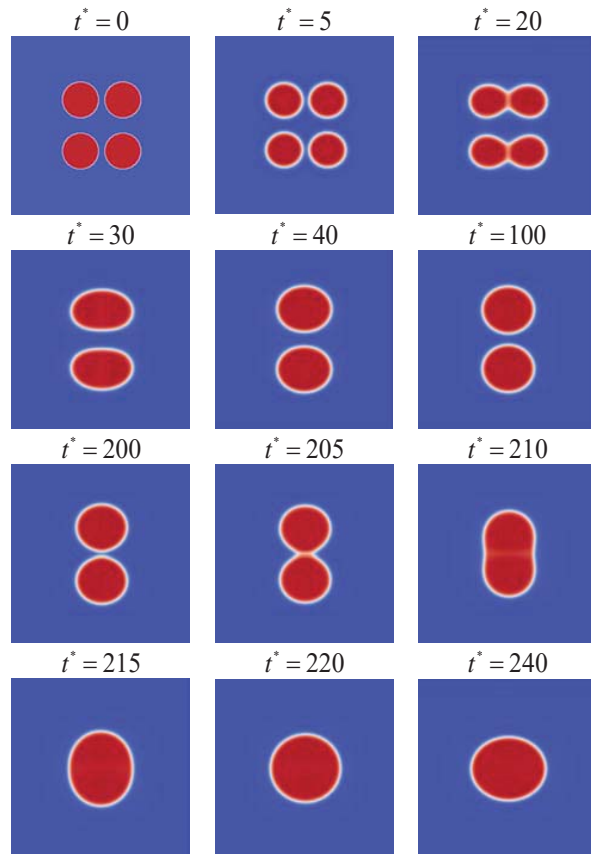 t* = 0
t* = 5
t* = 20
t* = 30
t* = 40
t* = 100
t* = 200
t* = 205
t* = 210
t* = 215
t* = 220
t* = 240